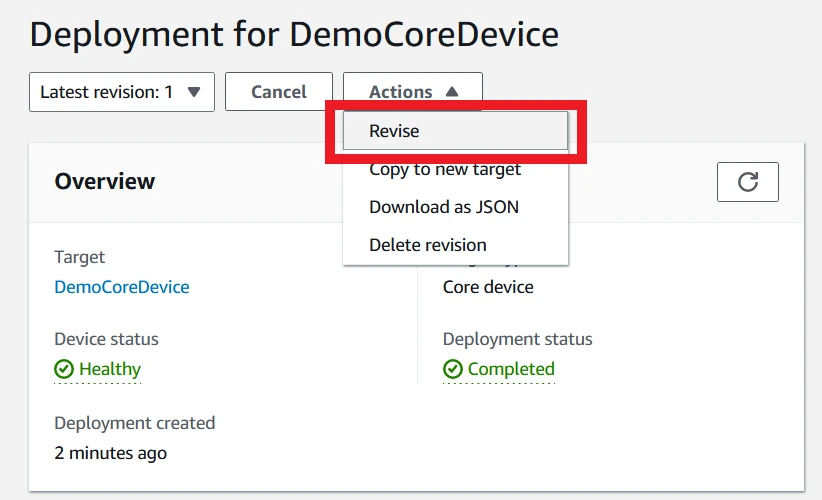 Deployment for DemoCoreDevice
Latest revision: 1 Cancel Actions
Revise
Copy to new target
Download as JSON
Delete revision
Overview
Target
DemoCoreDevice
Core device
Device status
Healthy
Deployment status
Completed
Deployment created
2 minutes ago